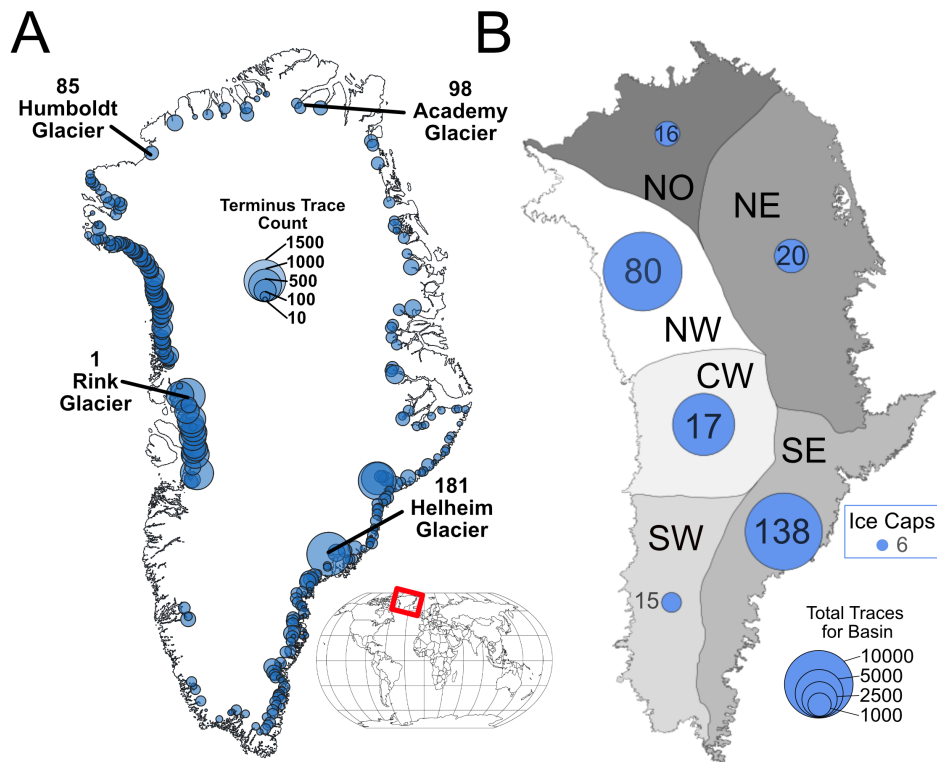 A
85
Humboldt
Glacier
98
Academy
Glacier
Terminus Trace
Count
1500
1000
500
100
10
1
Rink
Glacier
181
Helheim
Glacier
B
16
NO
NE
20
80
NW
CW
17
SE
138
SW
15
Ice Caps
6
Total Traces
for Basin
10000
5000
2500
1000